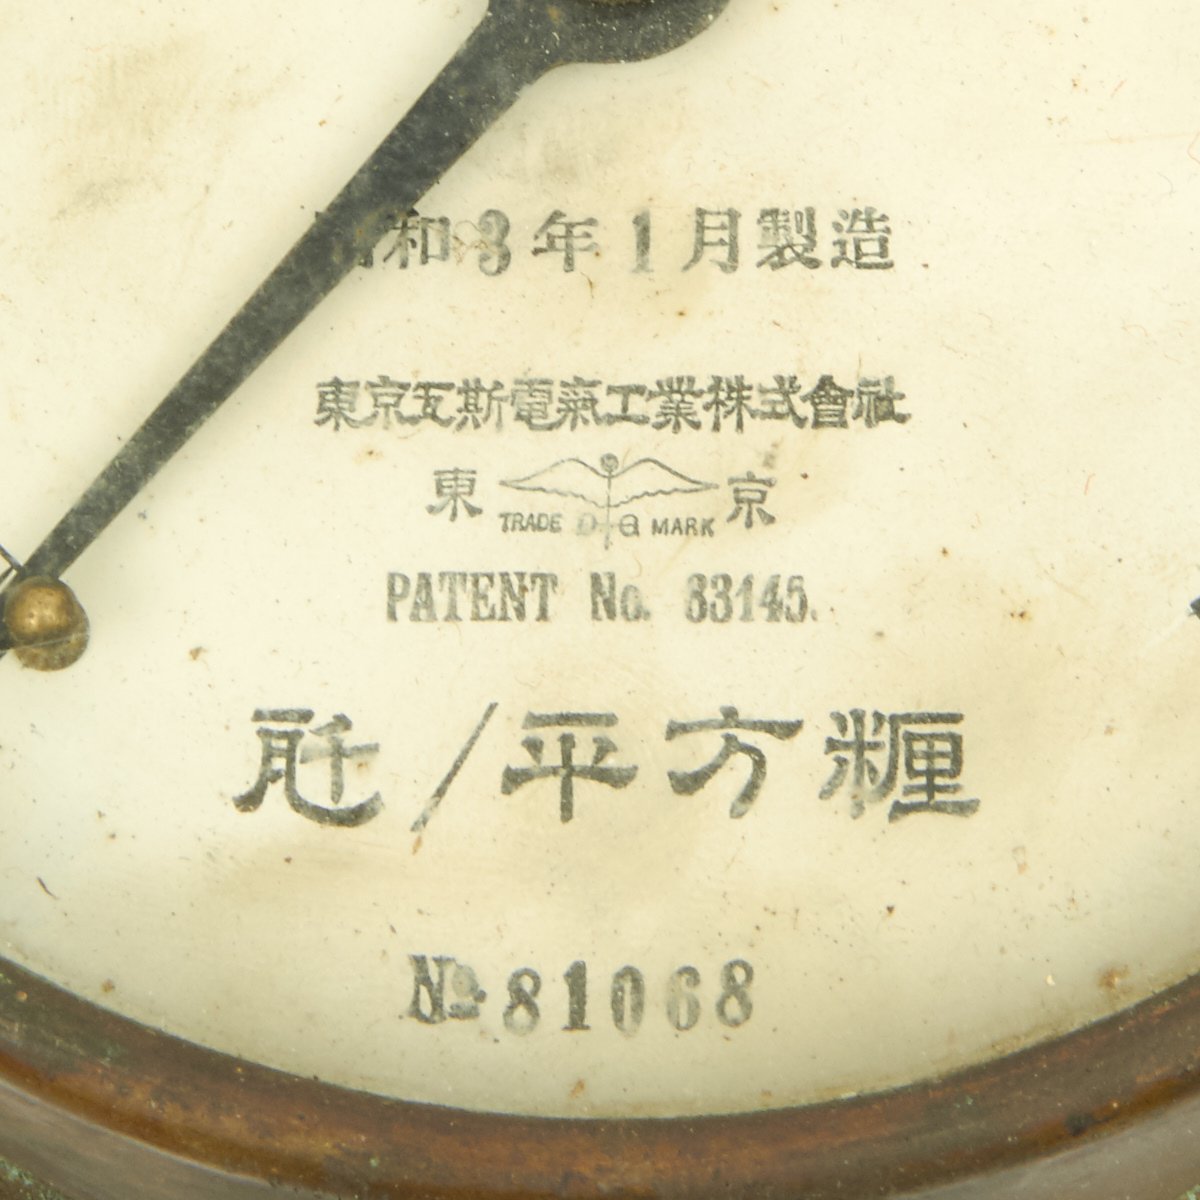 昭和3年1月製造
東京瓦斯電氣工業株式會社
東 京
TRADE D G MARK
PATENT No. 83145.
瓩/平方糎
№ 81068